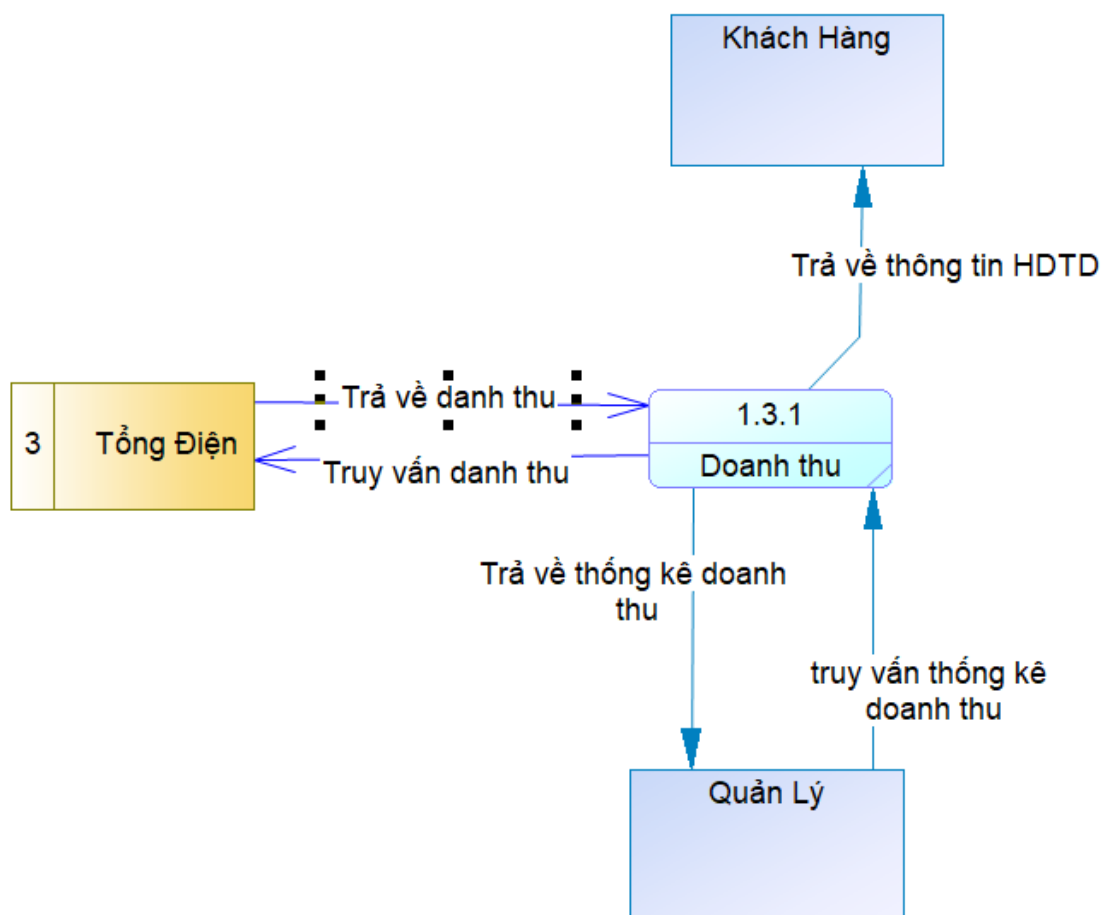 Khách Hàng
Trả về thông tin HDTD
Trả về danh thu
1.3.1
3
Tổng Điện
Truy vấn danh thu
Doanh thu
Trả về thống kê doanh
thu
truy vấn thống kê
doanh thu
Quản Lý